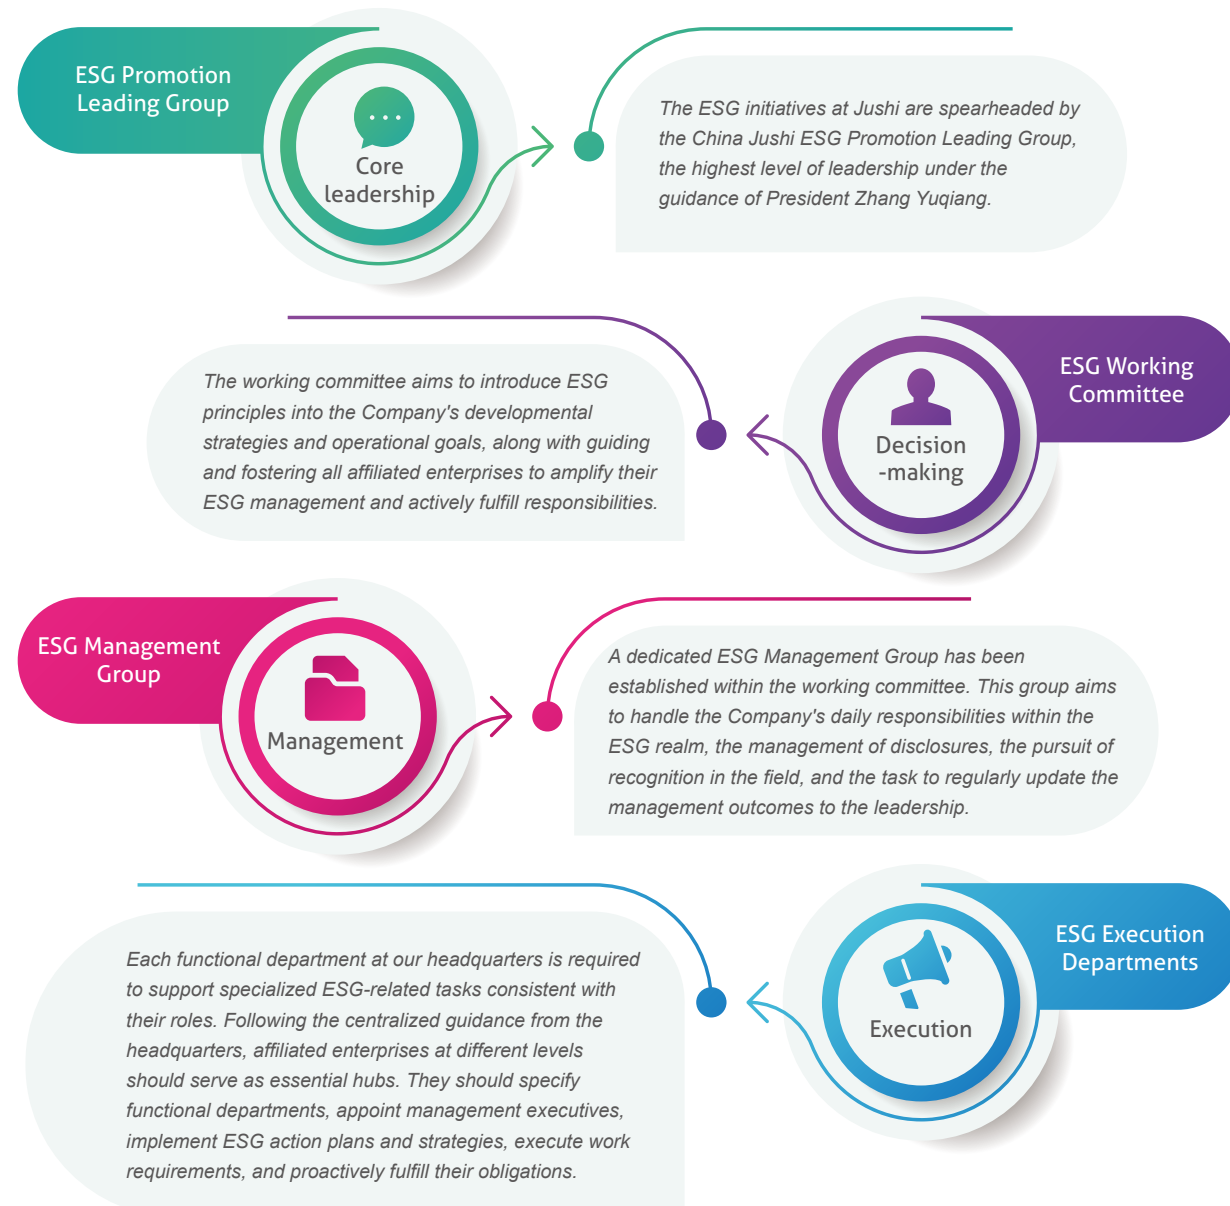 ESG Promotion
Leading Group
Core
leadership
The ESG initiatives at Jushi are spearheaded by
the China Jushi ESG Promotion Leading Group,
the highest level of leadership under the
guidance of President Zhang Yuqiang.
The working committee aims to introduce ESG
principles into the Company's developmental
strategies and operational goals, along with guiding
and fostering all affiliated enterprises to amplify their
ESG management and actively fulfill responsibilities.
Decision
-making
ESG Working
Committee
ESG Management
Group
Management
A dedicated ESG Management Group has been
established within the working committee. This group aims
to handle the Company's daily responsibilities within the
ESG realm, the management of disclosures, the pursuit of
recognition in the field, and the task to regularly update the
management outcomes to the leadership.
Each functional department at our headquarters is required
to support specialized ESG-related tasks consistent with
their roles. Following the centralized guidance from the
headquarters, affiliated enterprises at different levels
should serve as essential hubs. They should specify
functional departments, appoint management executives,
implement ESG action plans and strategies, execute work
requirements, and proactively fulfill their obligations.
Execution
ESG Execution
Departments